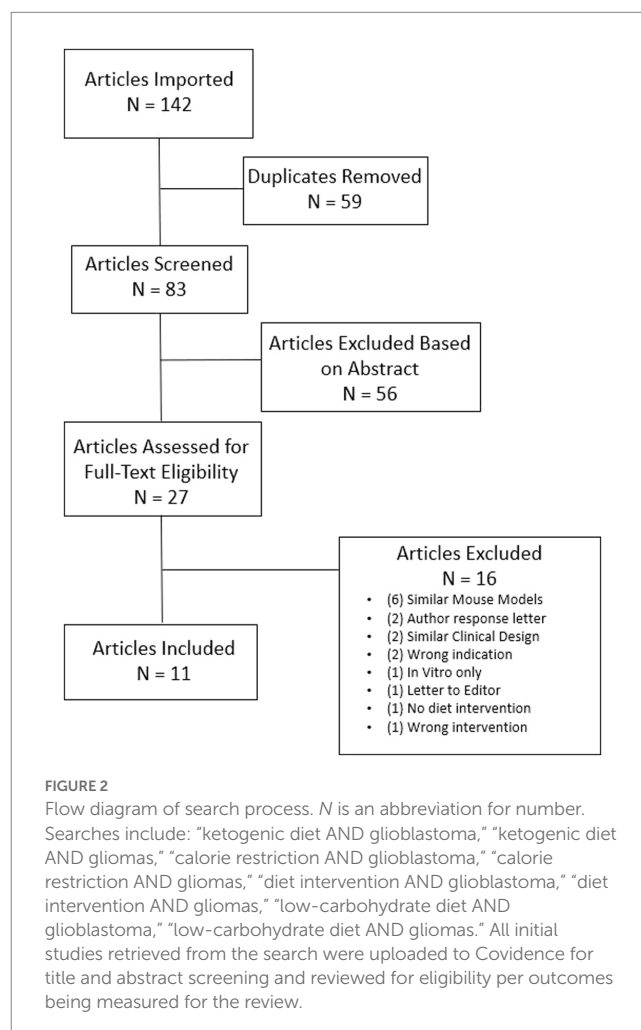 Articles Imported
N = 142
Duplicates Removed
N = 59
Articles Screened
N = 83
Articles Excluded Based
on Abstract
N = 56
Articles Assessed for
Full-Text Eligibility
N = 27
Articles Excluded
N = 16
• (6) Similar Mouse Models
• (2) Author response letter
• (2) Similar Clinical Design
• (2) Wrong indication
• (1) In Vitro only
• (1) Letter to Editor
• (1) No diet intervention
• (1) Wrong intervention
Articles Included
N = 11
FIGURE 2
Flow diagram of search process. N is an abbreviation for number.
Searches include: “ketogenic diet AND glioblastoma,” “ketogenic diet
AND gliomas,” “calorie restriction AND glioblastoma,” “calorie
restriction AND gliomas,” “diet intervention AND glioblastoma,” “diet
intervention AND gliomas,” “low-carbohydrate diet AND
glioblastoma,” “low-carbohydrate diet AND gliomas.” All initial
studies retrieved from the search were uploaded to Covidence for
title and abstract screening and reviewed for eligibility per outcomes
being measured for the review.